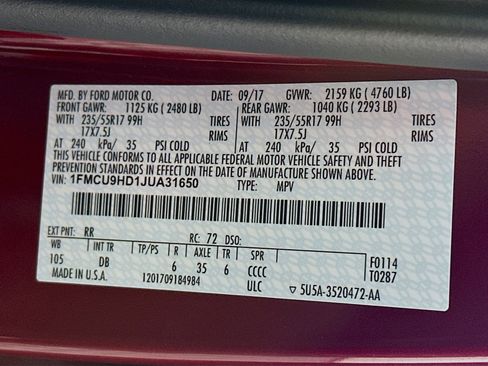 MFD. BY FORD MOTOR CO. DATE: 09/17 GVWR: 2159 KG ( 4760 LB)
FRONT GAWR: 1125 KG ( 2480 LB) REAR GAWR: 1040 KG ( 2293 LB)
WITH 235/55R17 99H TIRES WITH 235/55R17 99H TIRES
17X7.5J 17X7.5J
AT 240 kPa/ 35 PSI COLD AT 240 kPa/ 35 PSI COLD
THIS VEHICLE CONFORMS TO ALL APPLICABLE FEDERAL MOTOR VEHICLE SAFETY AND THEFT
PREVENTION STANDARDS IN EFFECT ON THE DATE OF MANUFACTURE SHOWN ABOVE.
VIN: 1FMCU9HD1JUA31650 TYPE: MPV
EXT PNT: RR RC: 72 DSO:
WB INT TR TP/PS R AXLE TR SPR F0114
105 DB 6 35 6 CCCC T0287
MADE IN U.S.A. 1201709184984 ULC 5U5A-3520472-AA